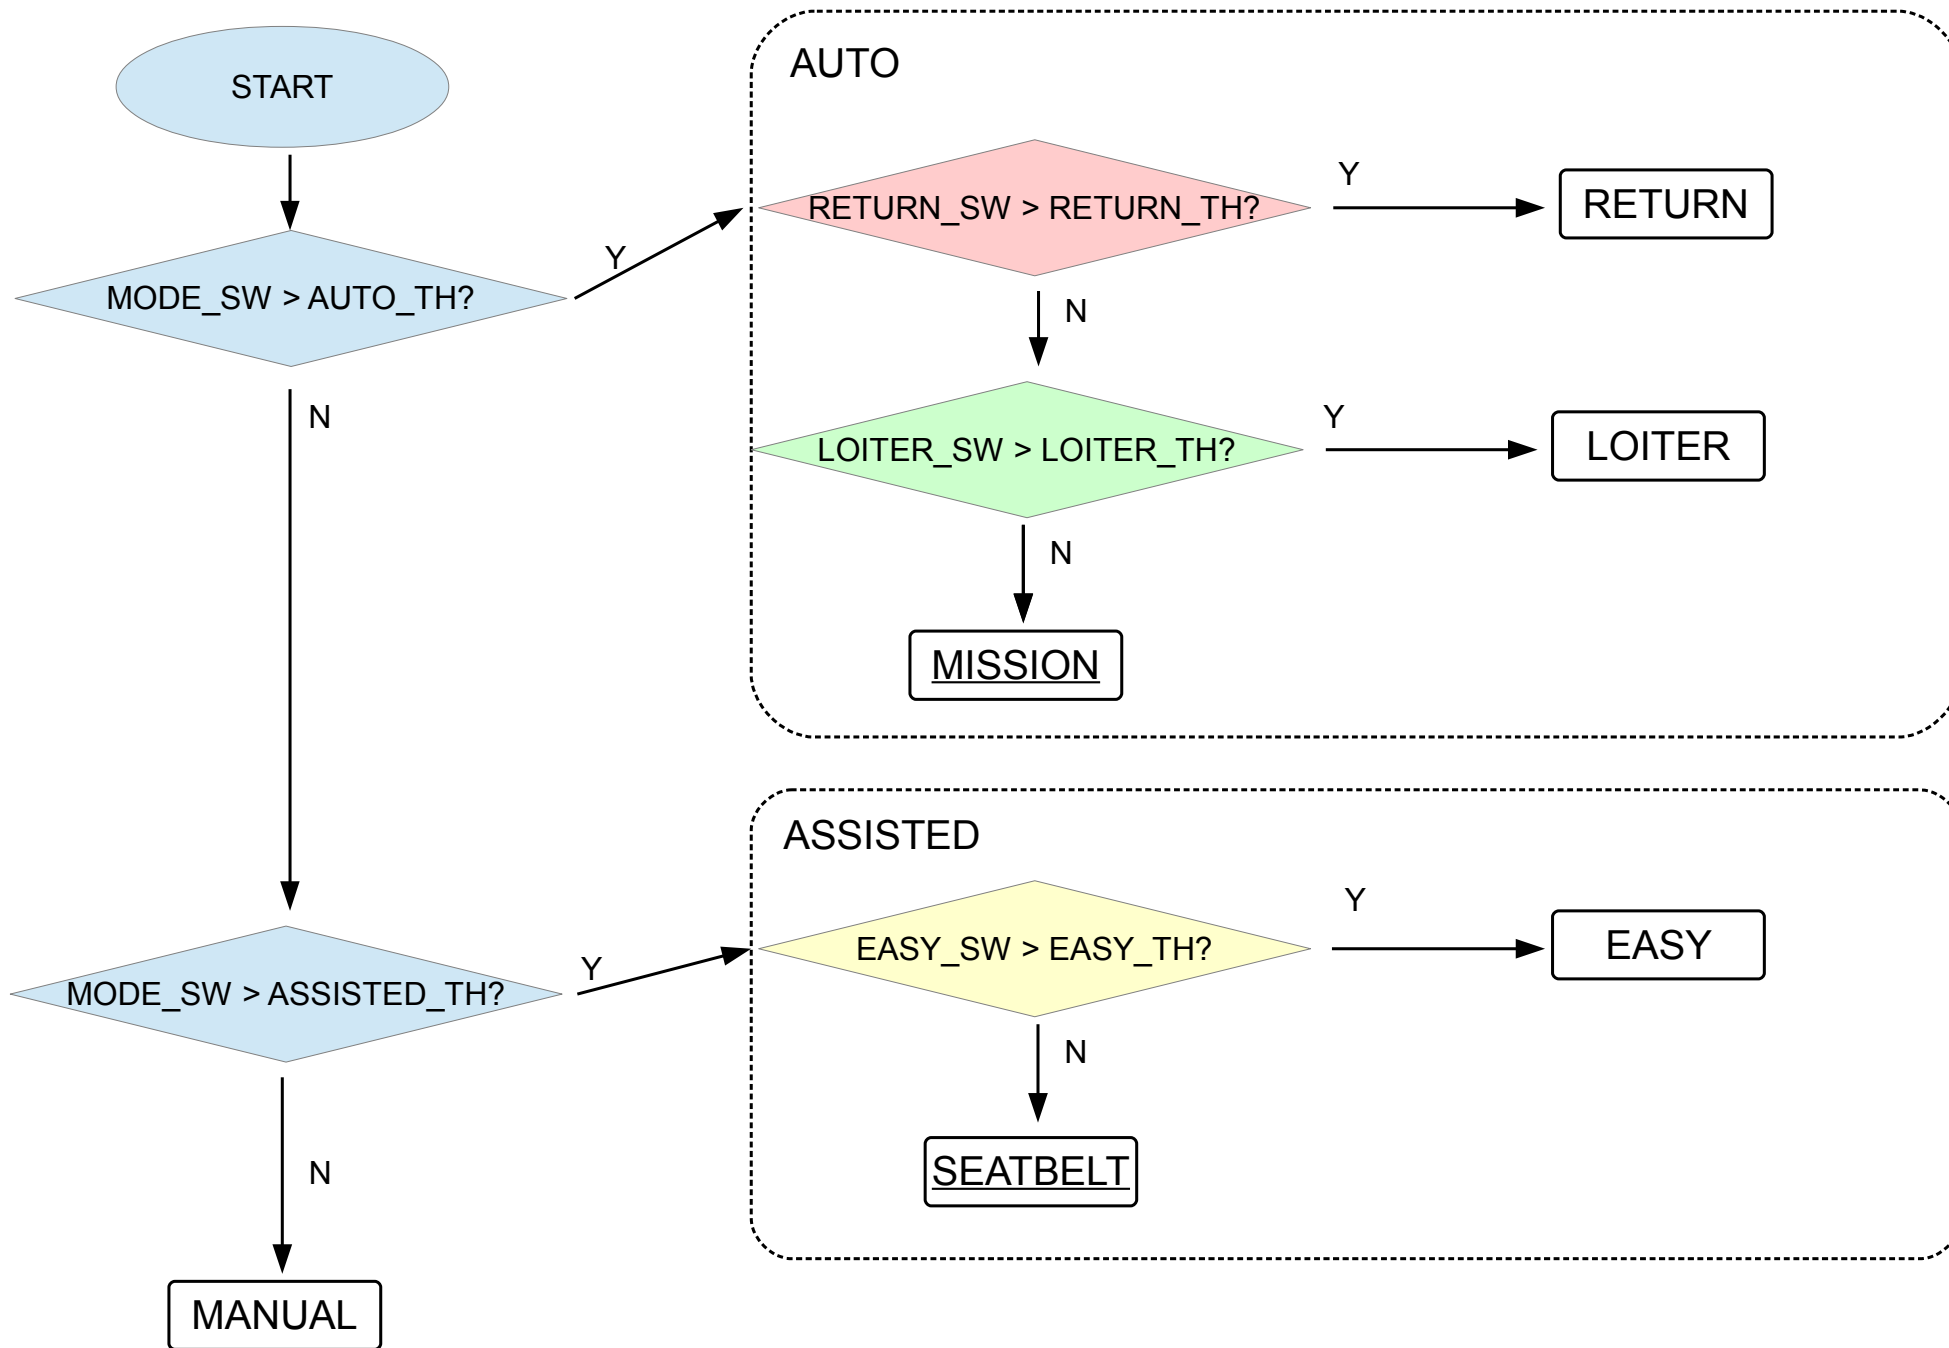 START
MODE_SW > AUTO_TH?
Y
N
AUTO
RETURN_SW > RETURN_TH?
Y
RETURN
N
LOITER_SW > LOITER_TH?
Y
LOITER
N
MISSION
MODE_SW > ASSISTED_TH?
Y
N
MANUAL
ASSISTED
EASY_SW > EASY_TH?
Y
EASY
N
SEATBELT